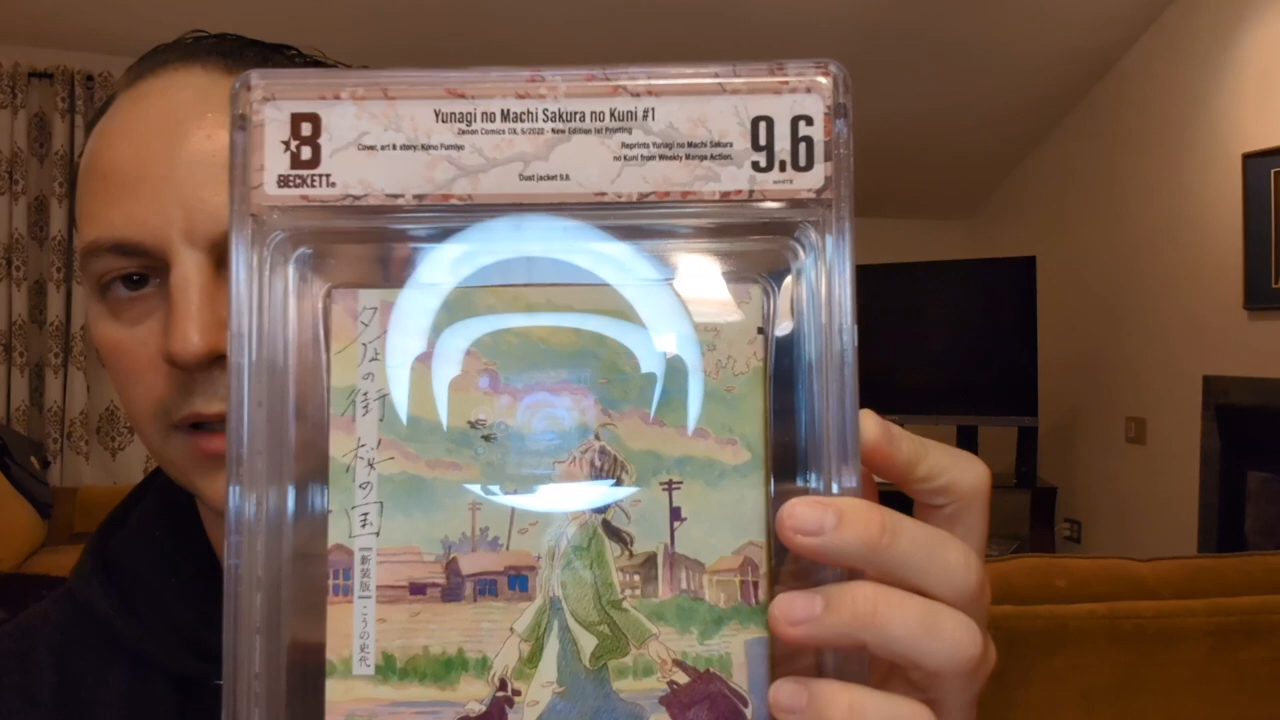 Yunagi no Machi Sakura no Kuni #1
Zenon Comics DX, 5/2022 - New Edition 1st Printing
Cover, art & story: Kono Fumiyo
Reprints Yunagi no Machi Sakura
no Kuni from Weekly Manga Action.
Dust jacket 9.8.
B
BECKETT®
9.6
WHITE
夕凪の街
桜の国
新装版
こうの史代